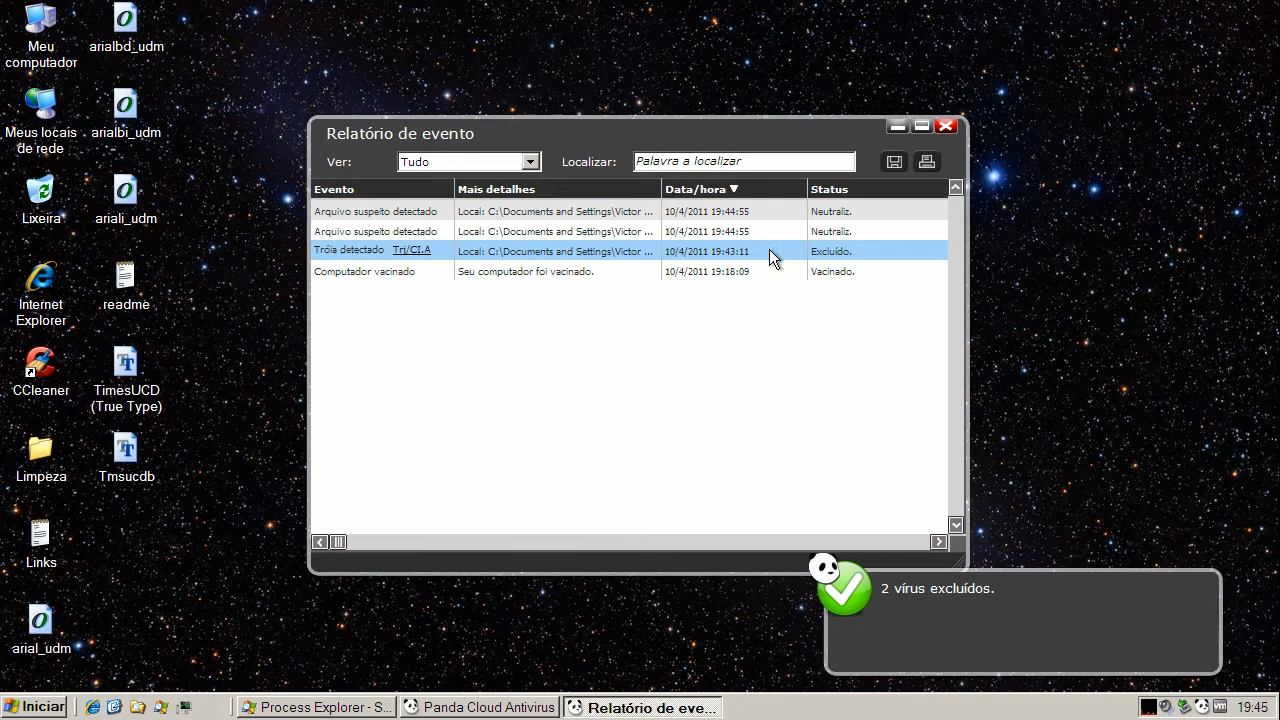 Meu computador
arialbd_udm
Meus locais de rede
arialbi_udm
Lixeira
ariali_udm
Internet Explorer
readme
CCleaner
TimesUCD (True Type)
Limpeza
Tmsucdb
Links
arial_udm
Relatório de evento
Ver: Tudo Localizar: Palavra a localizar
Evento Mais detalhes Data/hora Status
Arquivo suspeito detectado Local: C:\Documents and Settings\Victor ... 10/4/2011 19:44:55 Neutraliz.
Arquivo suspeito detectado Local: C:\Documents and Settings\Victor ... 10/4/2011 19:44:55 Neutraliz.
Tróia detectado Trj/CI.A Local: C:\Documents and Settings\Victor ... 10/4/2011 19:43:11 Excluído.
Computador vacinado Seu computador foi vacinado. 10/4/2011 19:18:09 Vacinado.
2 vírus excluídos.
Iniciar Process Explorer - S... Panda Cloud Antivirus Relatório de eve... vm 19:45